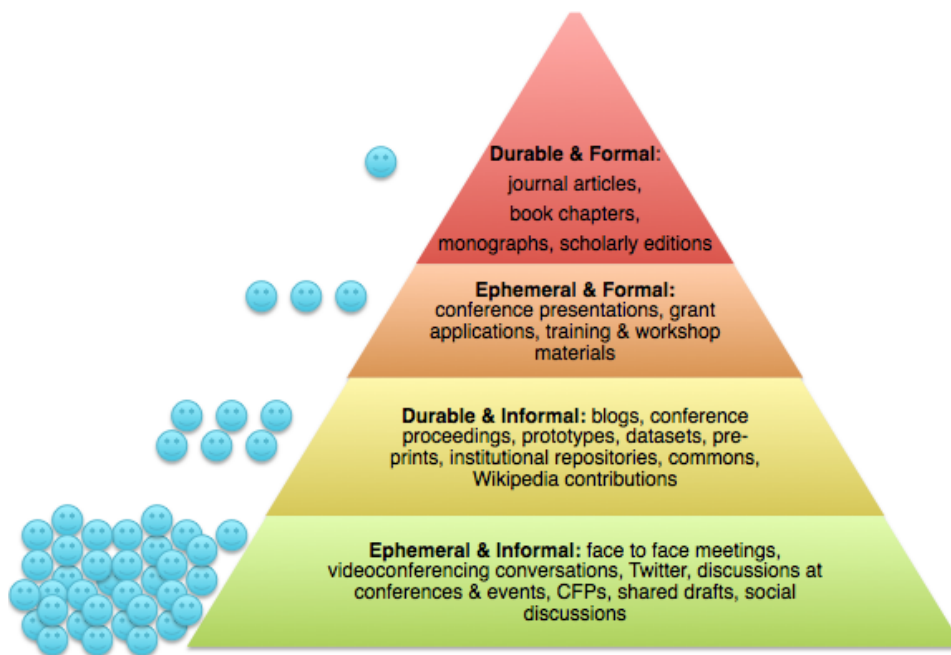 Durable & Formal:
journal articles,
book chapters,
monographs, scholarly editions
Ephemeral & Formal:
conference presentations, grant
applications, training & workshop
materials
Durable & Informal: blogs, conference
proceedings, prototypes, datasets, pre-
prints, institutional repositories, commons,
Wikipedia contributions
Ephemeral & Informal: face to face meetings,
videoconferencing conversations, Twitter, discussions at
conferences & events, CFPs, shared drafts, social
discussions